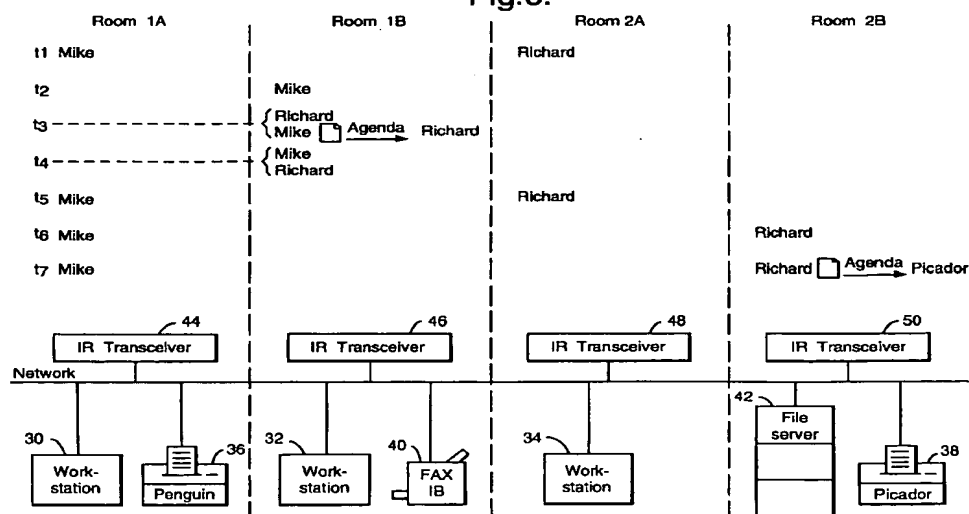 Fig.3.
Room 1A Room 1B Room 2A Room 2B
t1 Mike Richard
t2 Mike
t3 Richard
Mike Agenda Richard
t4 Mike
Richard
t5 Mike Richard
t6 Mike Richard
t7 Mike Richard Agenda Picador
44 46 48 50
IR Transceiver IR Transceiver IR Transceiver IR Transceiver
Network
30 36 32 40 34 42 38
Work-
station
Penguin
Work-
station
FAX
IB
Work-
station
File
server
Picador